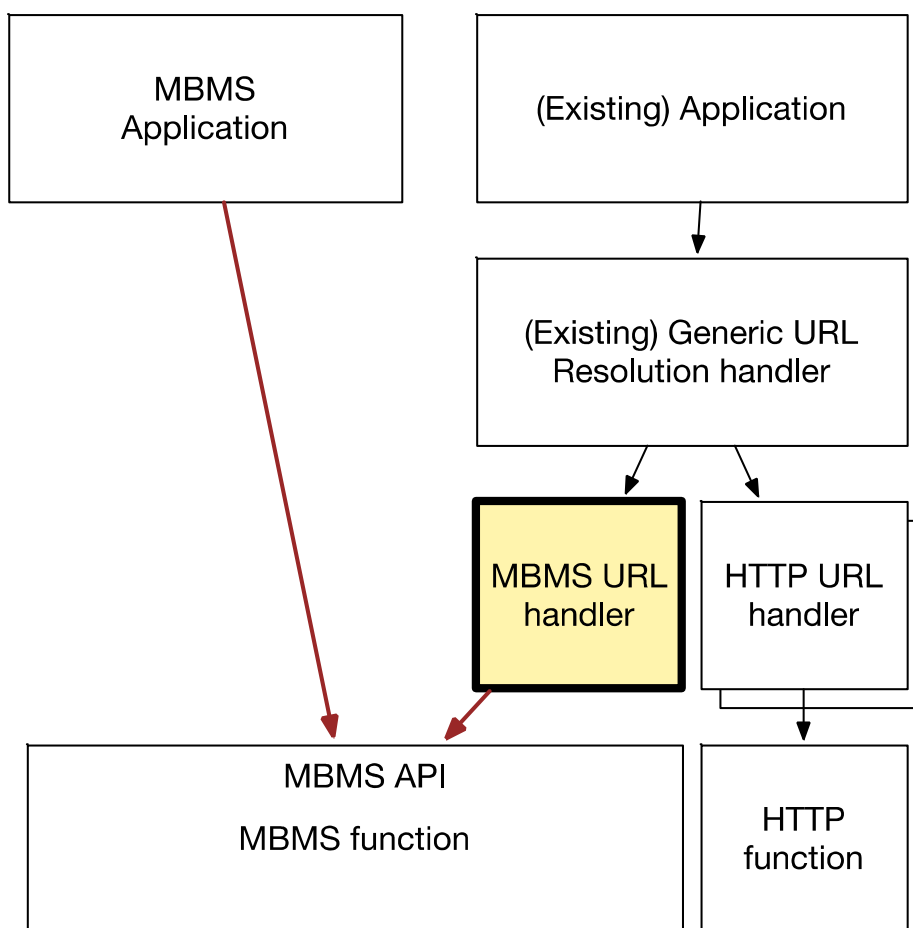 MBMS
Application
(Existing) Application
(Existing) Generic URL
Resolution handler
MBMS URL
handler
HTTP URL
handler
MBMS API
MBMS function
HTTP
function